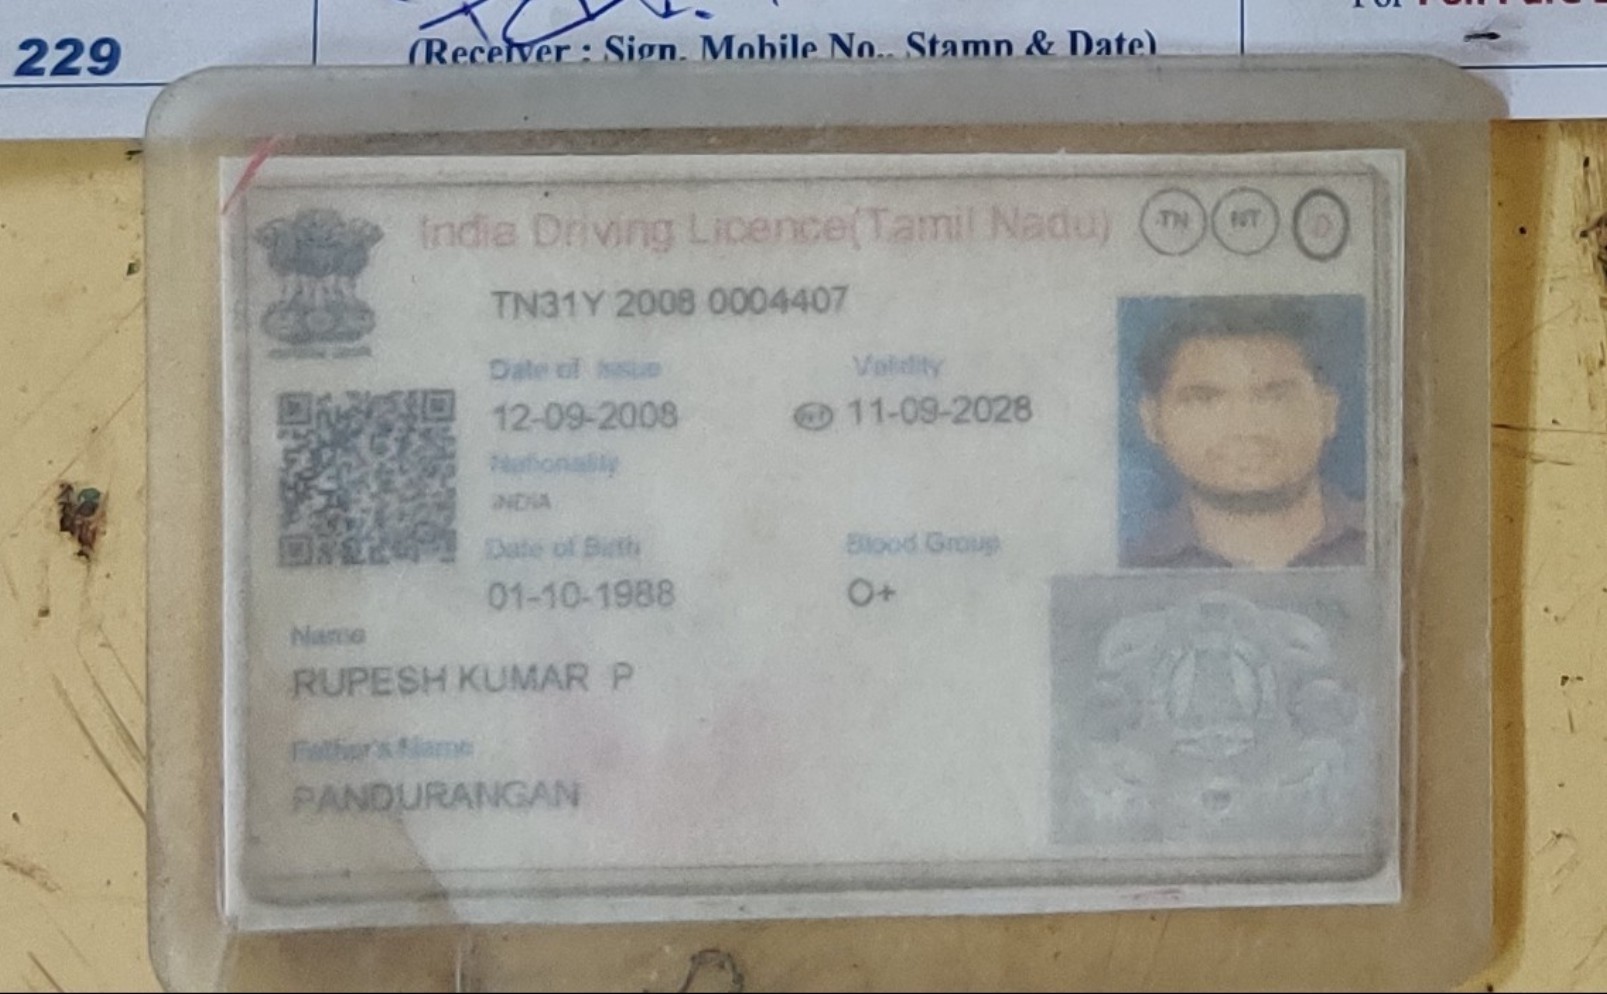 229
(Receiver : Sign. Mobile No.. Stamp & Date)
India Driving Licence(Tamil Nadu)
TN
NT
D
TN31Y 2008 0004407
Date of Issue
Validity
12-09-2008
11-09-2028
Nationality
INDIA
Date of Birth
Blood Group
01-10-1988
O+
Name
RUPESH KUMAR P
Father's Name
PANDURANGAN